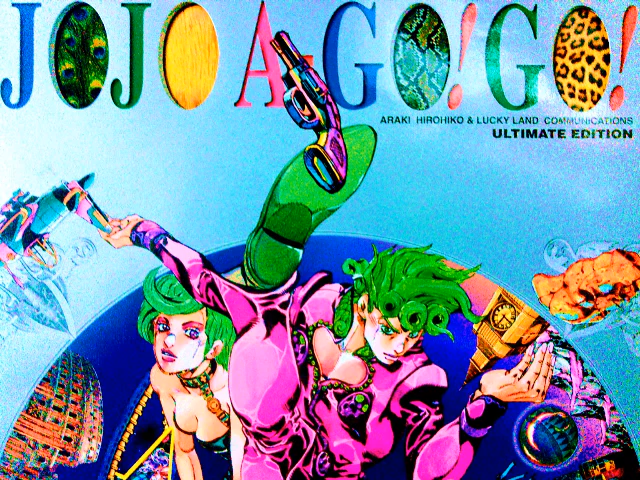 JOJO A-GO!GO!
ARAKI HIROHIKO & LUCKY LAND COMMUNICATIONS
ULTIMATE EDITION